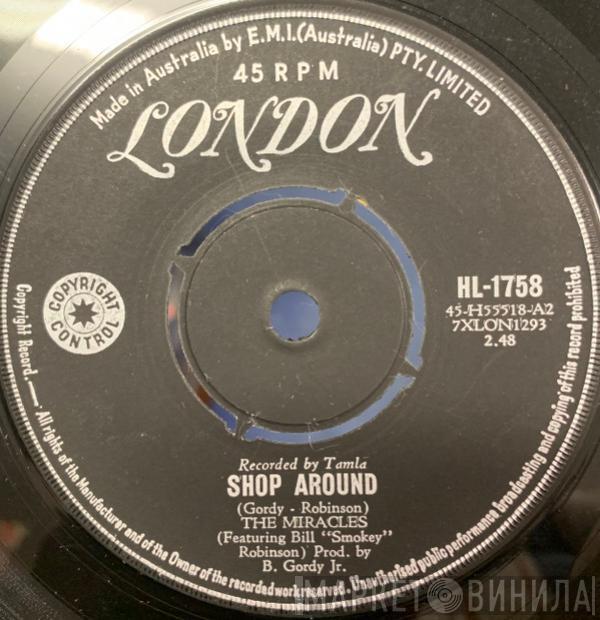 Made in Australia by E.M.I.(Australia) PTY. LIMITED
45 RPM
LONDON
COPYRIGHT CONTROL
HL-1758
45-H55518-A2
7XLON1293
2.48
Recorded by Tamla
SHOP AROUND
(Gordy - Robinson)
THE MIRACLES
(Featuring Bill "Smokey"
Robinson) Prod. by
B. Gordy Jr.
Copyright Record.— All rights of the Manufacturer and of the Owner of the recorded work reserved. Unauthorised public performance broadcasting and copying of this record prohibited
МАРКЕТ ВИНИЛА